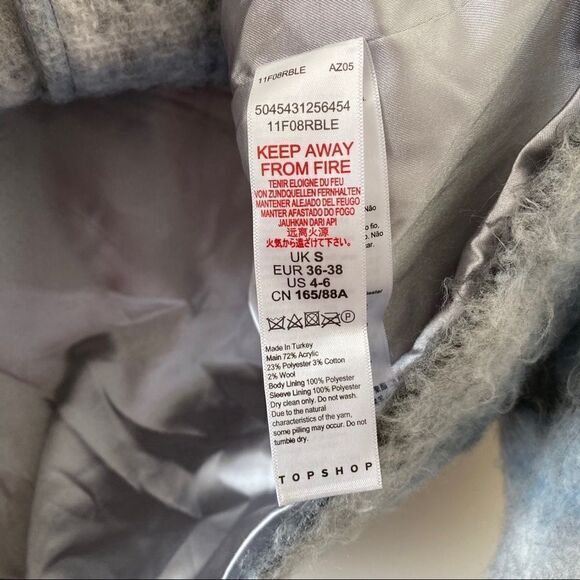 11F08RBLE AZ05
5045431256454
11F08RBLE
KEEP AWAY
FROM FIRE
TENIR ELOIGNE DU FEU
VON ZUNDQUELLEN FERNHALTEN
MANTENER ALEJADO DEL FEUGO
MANTER AFASTADO DO FOGO
JAUHKAN DARI API
远离火源
火気から遠ざけて下さい。
UK S
EUR 36-38
US 4-6
CN 165/88A
Made In Turkey
Main 72% Acrylic
23% Polyester 3% Cotton
2% Wool
Body Lining 100% Polyester
Sleeve Lining 100% Polyester
Dry clean only. Do not wash.
Due to the natural
characteristics of the yarn,
some pilling may occur. Do not
tumble dry.
TOPSHOP
Não
fio,
Não